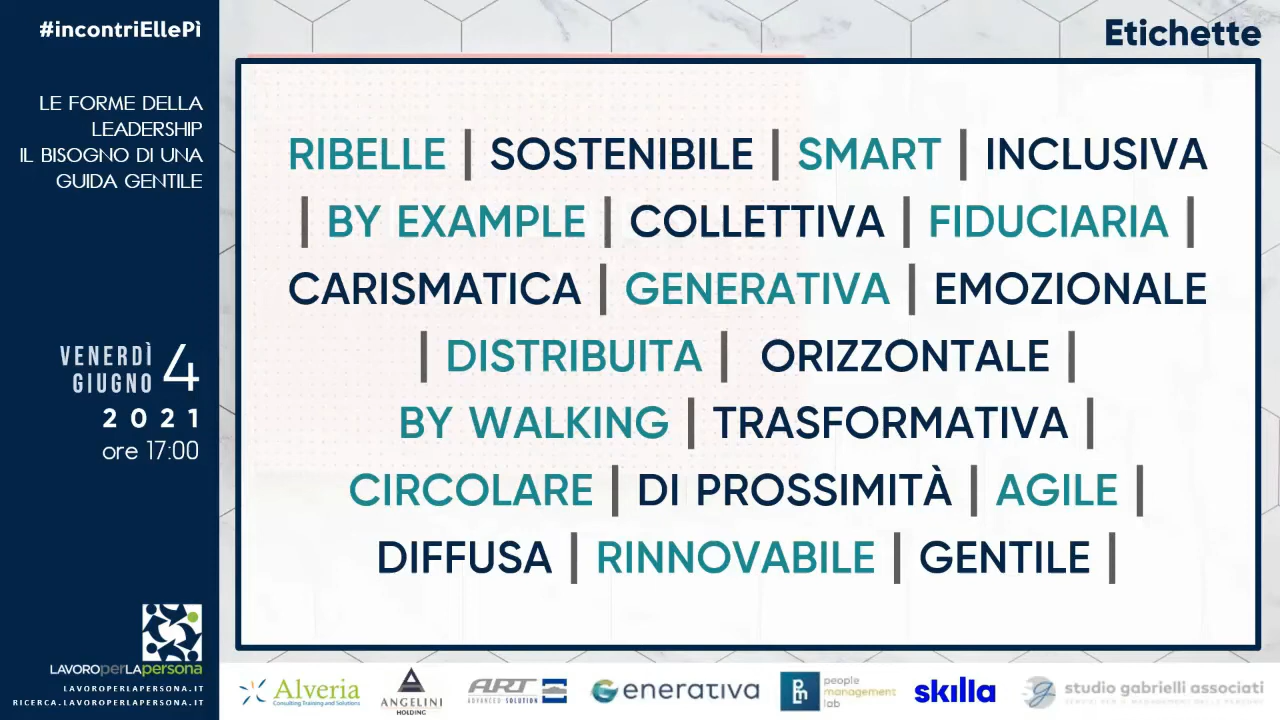 #incontriEllePì
LE FORME DELLA
LEADERSHIP
IL BISOGNO DI UNA
GUIDA GENTILE
VENERDÌ 4
GIUGNO
2021
ore 17:00
LAVOROperLApersona
LAVOROPERLAPERSONA.IT
RICERCA.LAVOROPERLAPERSONA.IT
Etichette
RIBELLE | SOSTENIBILE | SMART | INCLUSIVA
| BY EXAMPLE | COLLETTIVA | FIDUCIARIA |
CARISMATICA | GENERATIVA | EMOZIONALE
| DISTRIBUITA | ORIZZONTALE |
BY WALKING | TRASFORMATIVA |
CIRCOLARE | DI PROSSIMITÀ | AGILE |
DIFFUSA | RINNOVABILE | GENTILE |
Alveria
Consulting Training and Solutions
ANGELINI
HOLDING
ART
ADVANCED SOLUTION
Generativa
people
management
lab
skilla
studio gabrielli associati